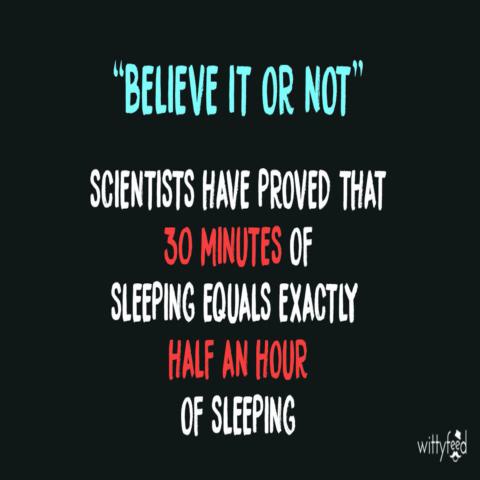 “BELIEVE IT OR NOT”
SCIENTISTS HAVE PROVED THAT
30 MINUTES OF
SLEEPING EQUALS EXACTLY
HALF AN HOUR
OF SLEEPING
wittyfeed